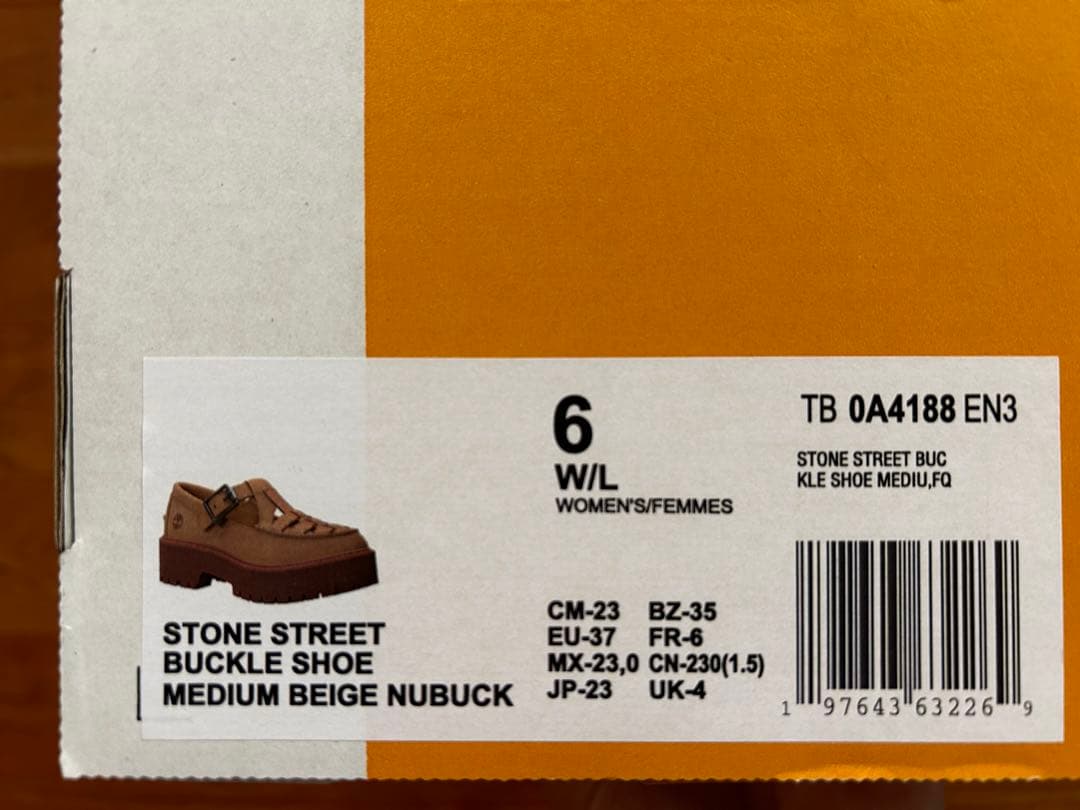 6
W/L
WOMEN'S/FEMMES
TB 0A4188 EN3
STONE STREET BUC
KLE SHOE MEDIU,FQ
STONE STREET
BUCKLE SHOE
MEDIUM BEIGE NUBUCK
CM-23 BZ-35
EU-37 FR-6
MX-23,0 CN-230(1.5)
JP-23 UK-4
1 97643 63226 9